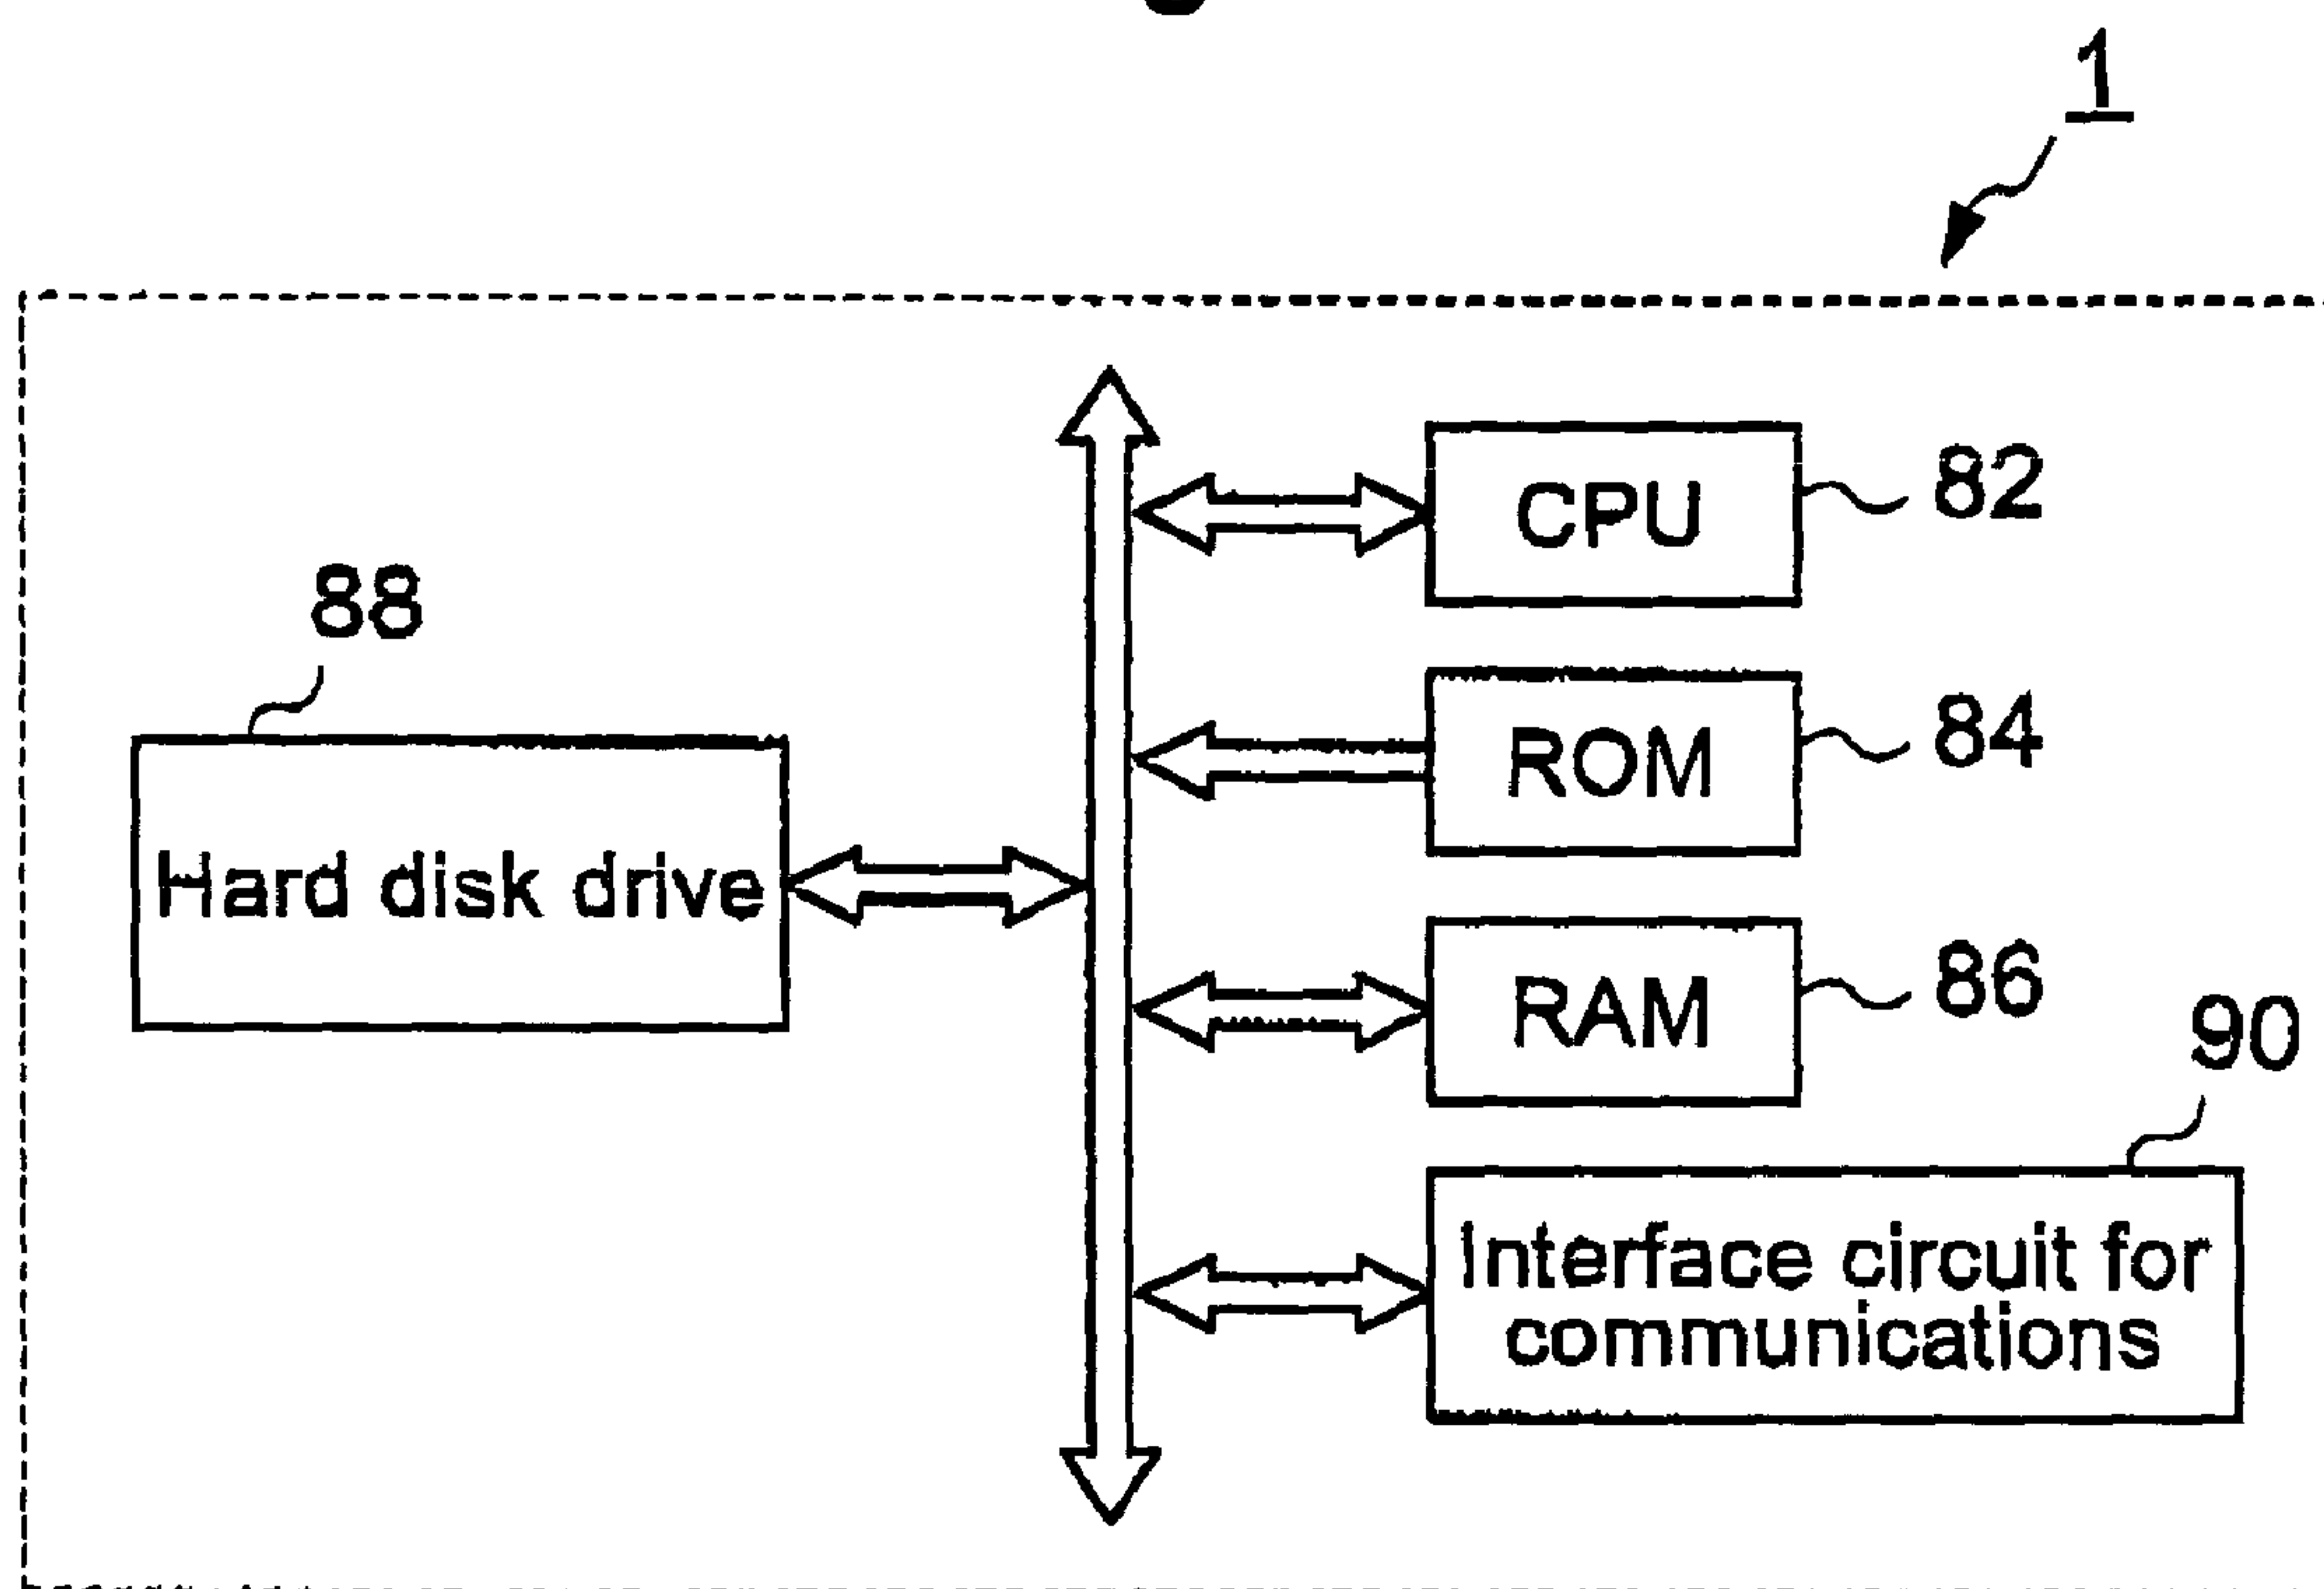 1
CPU
82
88
ROM
84
Hard disk drive
RAM
86
90
Interface circuit for
communications